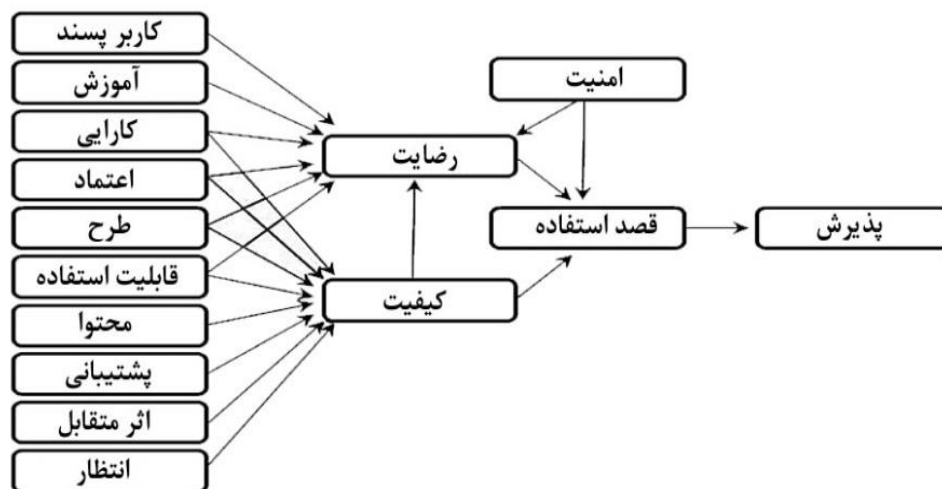 کاربر پسند
آموزش
کارایی
اعتماد
طرح
قابلیت استفاده
محتوا
پشتیبانی
اثر متقابل
انتظار
امنیت
رضایت
کیفیت
قصد استفاده
پذیرش